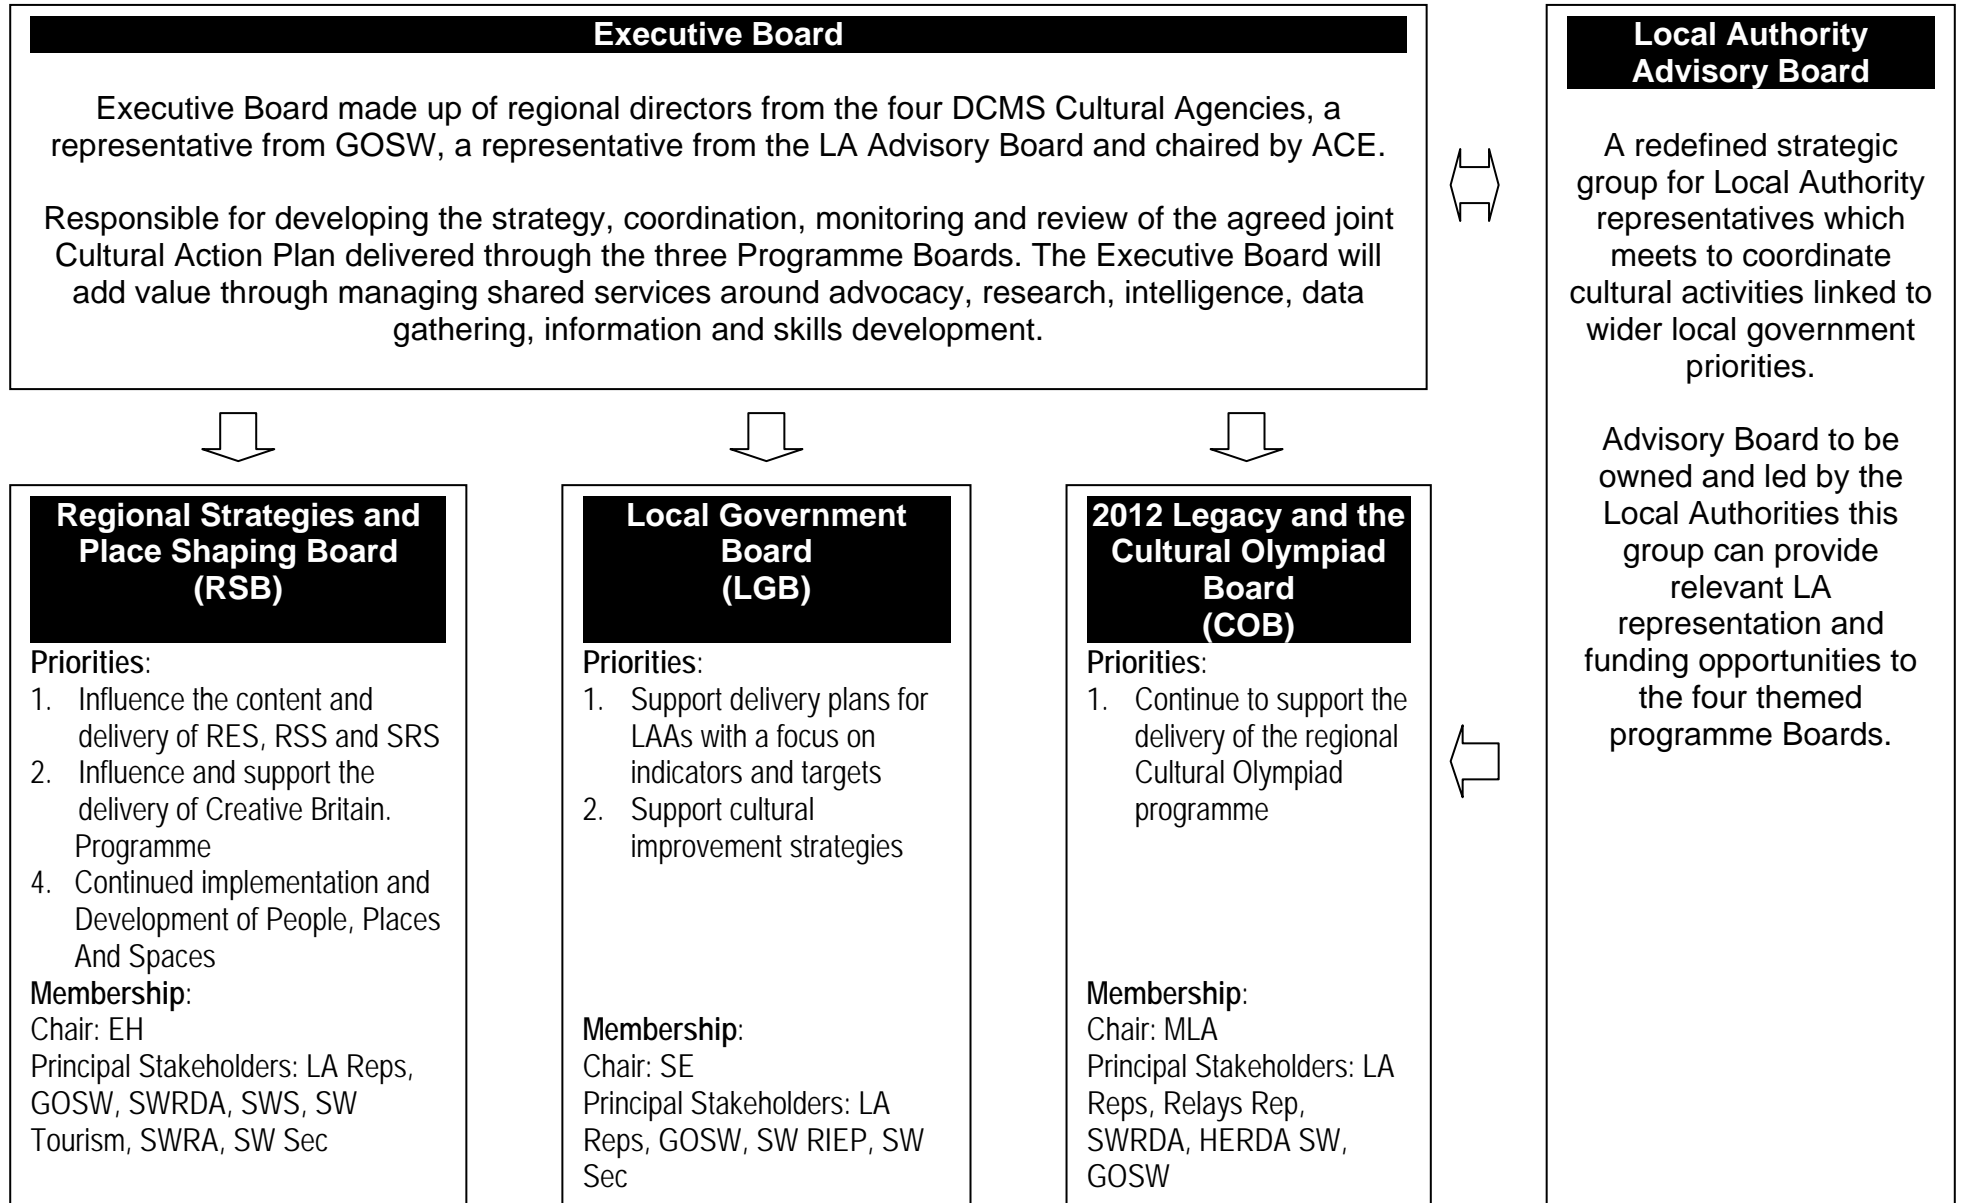 Executive Board
Executive Board made up of regional directors from the four DCMS Cultural Agencies, a
representative from GOSW, a representative from the LA Advisory Board and chaired by ACE.
Responsible for developing the strategy, coordination, monitoring and review of the agreed joint
Cultural Action Plan delivered through the three Programme Boards. The Executive Board will
add value through managing shared services around advocacy, research, intelligence, data
gathering, information and skills development.
Local Authority
Advisory Board
A redefined strategic
group for Local Authority
representatives which
meets to coordinate
cultural activities linked to
wider local government
priorities.
Advisory Board to be
owned and led by the
Local Authorities this
group can provide
relevant LA
representation and
funding opportunities to
the four themed
programme Boards.
Regional Strategies and
Place Shaping Board
(RSB)
Priorities:
1. Influence the content and
delivery of RES, RSS and SRS
2. Influence and support the
delivery of Creative Britain.
Programme
4. Continued implementation and
Development of People, Places
And Spaces
Membership:
Chair: EH
Principal Stakeholders: LA Reps,
GOSW, SWRDA, SWS, SW
Tourism, SWRA, SW Sec
Local Government
Board
(LGB)
Priorities:
1. Support delivery plans for
LAAs with a focus on
indicators and targets
2. Support cultural
improvement strategies
Membership:
Chair: SE
Principal Stakeholders: LA
Reps, GOSW, SW RIEP, SW
Sec
2012 Legacy and the
Cultural Olympiad
Board
(COB)
Priorities:
1. Continue to support the
delivery of the regional
Cultural Olympiad
programme
Membership:
Chair: MLA
Principal Stakeholders: LA
Reps, Relays Rep,
SWRDA, HERDA SW,
GOSW